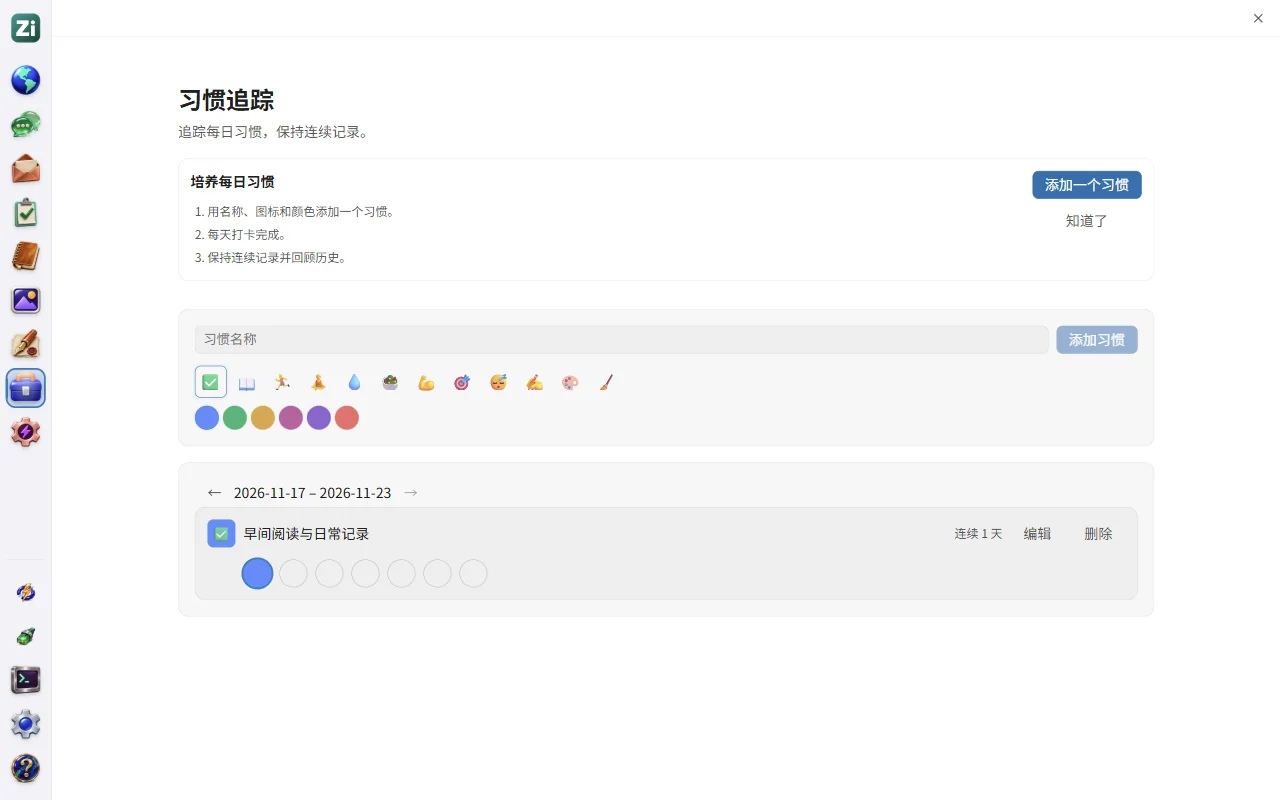 Zi
习惯追踪
追踪每日习惯，保持连续记录。
培养每日习惯
添加一个习惯
1. 用名称、图标和颜色添加一个习惯。
知道了
2. 每天打卡完成。
3. 保持连续记录并回顾历史。
习惯名称
添加习惯
← 2026-11-17 – 2026-11-23 →
早间阅读与日常记录
连续 1 天
编辑
删除